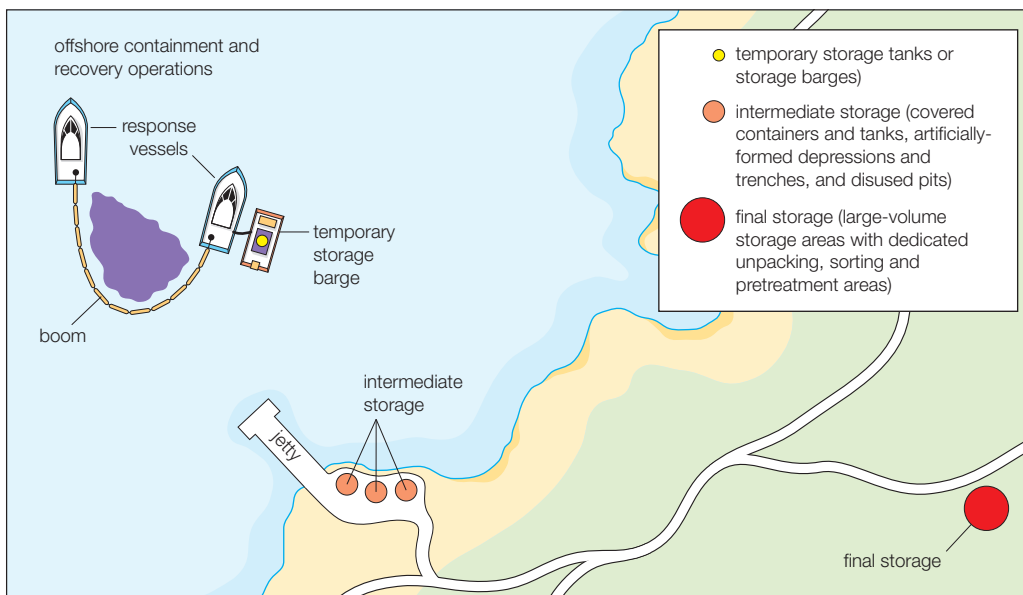 offshore containment and
recovery operations
response
vessels
temporary
storage
barge
boom
intermediate
storage
jetty
final storage
temporary storage tanks or
storage barges)
intermediate storage (covered
containers and tanks, artificially-
formed depressions and
trenches, and disused pits)
final storage (large-volume
storage areas with dedicated
unpacking, sorting and
pretreatment areas)